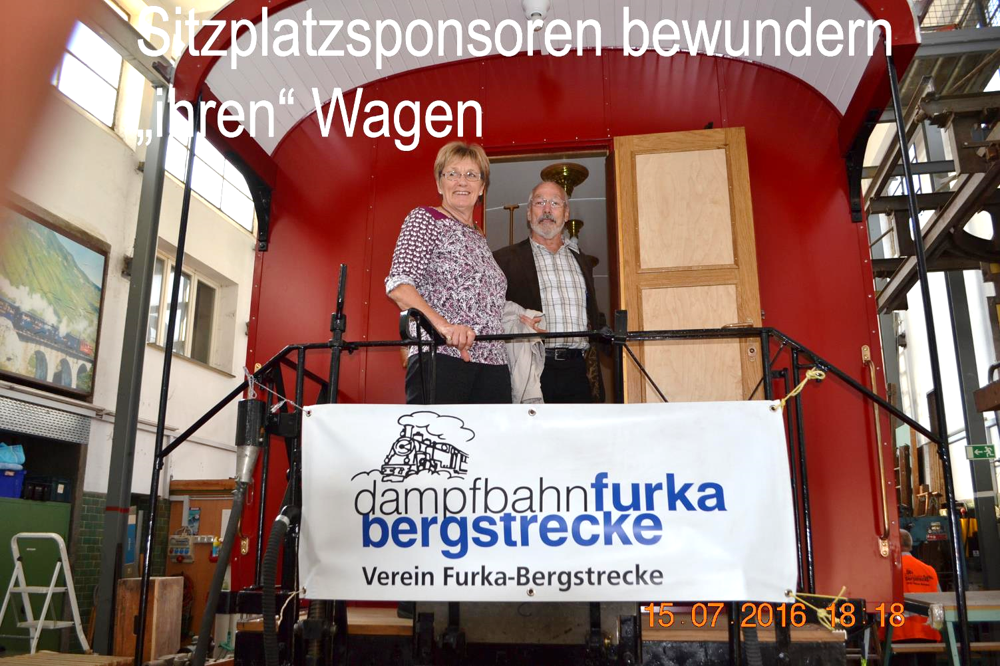 Sitzplatzsponsoren bewundern
„ihren“ Wagen
dampfbahnfurka
bergstrecke
Verein Furka-Bergstrecke
15.07.2016 18:18